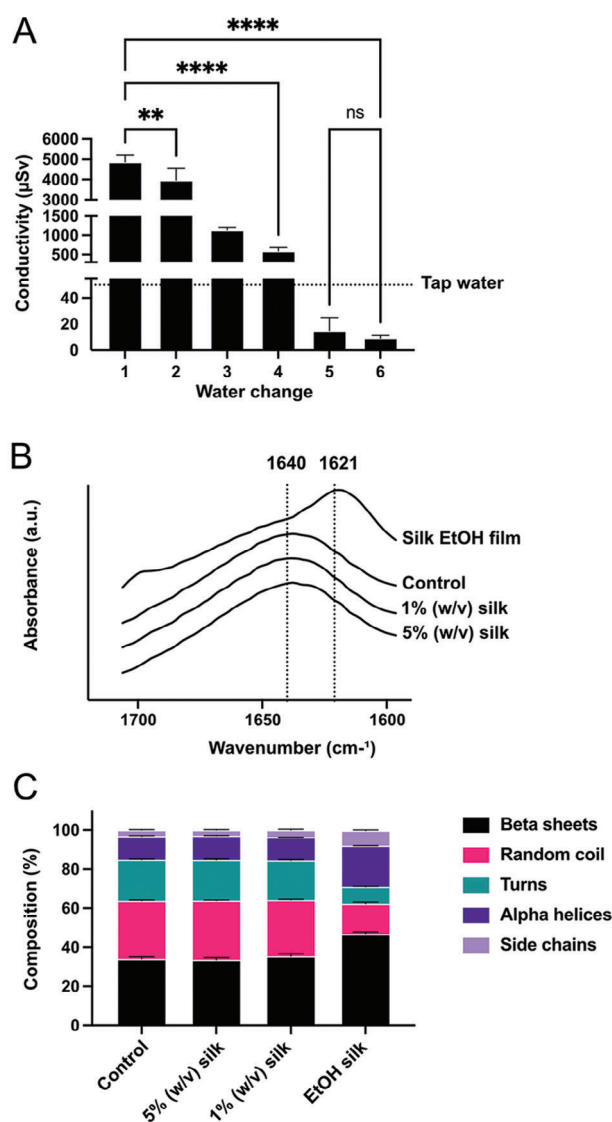 A
****
****
**
ns
6000
5000
4000
3000
1500
1000
500
40
20
0
Conductivity (µSv)
Tap water
1 2 3 4 5 6
Water change
B
1640 1621
Absorbance (a.u.)
Silk EtOH film
Control
1% (w/v) silk
5% (w/v) silk
1700 1650 1600
Wavenumber (cm-¹)
C
100
80
60
40
20
0
Composition (%)
Beta sheets
Random coil
Turns
Alpha helices
Side chains
Control
5% (w/v) silk
1% (w/v) silk
EtOH silk